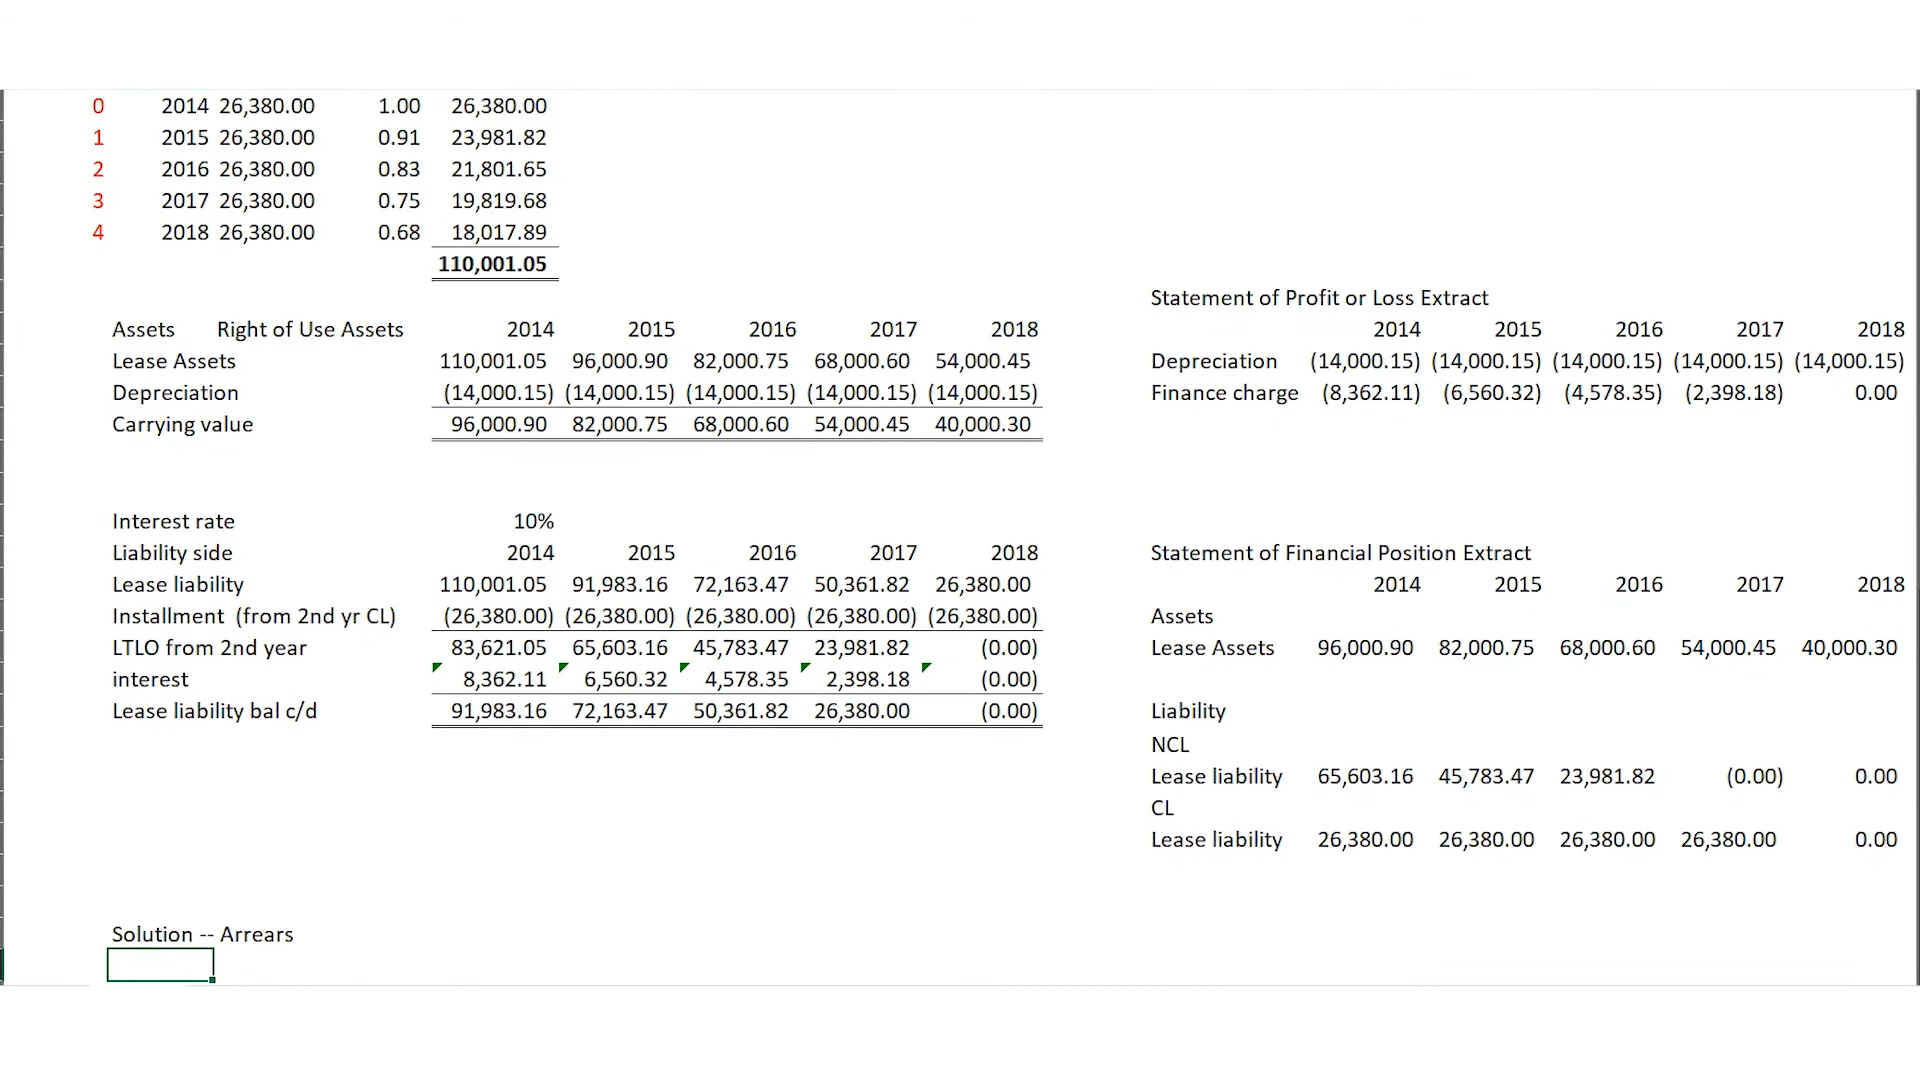 0 2014 26,380.00 1.00 26,380.00
1 2015 26,380.00 0.91 23,981.82
2 2016 26,380.00 0.83 21,801.65
3 2017 26,380.00 0.75 19,819.68
4 2018 26,380.00 0.68 18,017.89
110,001.05
Assets Right of Use Assets 2014 2015 2016 2017 2018
Lease Assets 110,001.05 96,000.90 82,000.75 68,000.60 54,000.45
Depreciation (14,000.15) (14,000.15) (14,000.15) (14,000.15) (14,000.15)
Carrying value 96,000.90 82,000.75 68,000.60 54,000.45 40,000.30
Interest rate 10%
Liability side 2014 2015 2016 2017 2018
Lease liability 110,001.05 91,983.16 72,163.47 50,361.82 26,380.00
Installment (from 2nd yr CL) (26,380.00) (26,380.00) (26,380.00) (26,380.00) (26,380.00)
LTLO from 2nd year 83,621.05 65,603.16 45,783.47 23,981.82 (0.00)
interest 8,362.11 6,560.32 4,578.35 2,398.18 (0.00)
Lease liability bal c/d 91,983.16 72,163.47 50,361.82 26,380.00 (0.00)
Solution -- Arrears
Statement of Profit or Loss Extract
2014 2015 2016 2017 2018
Depreciation (14,000.15) (14,000.15) (14,000.15) (14,000.15) (14,000.15)
Finance charge (8,362.11) (6,560.32) (4,578.35) (2,398.18) 0.00
Statement of Financial Position Extract
2014 2015 2016 2017 2018
Assets
Lease Assets 96,000.90 82,000.75 68,000.60 54,000.45 40,000.30
Liability
NCL
Lease liability 65,603.16 45,783.47 23,981.82 (0.00) 0.00
CL
Lease liability 26,380.00 26,380.00 26,380.00 26,380.00 0.00